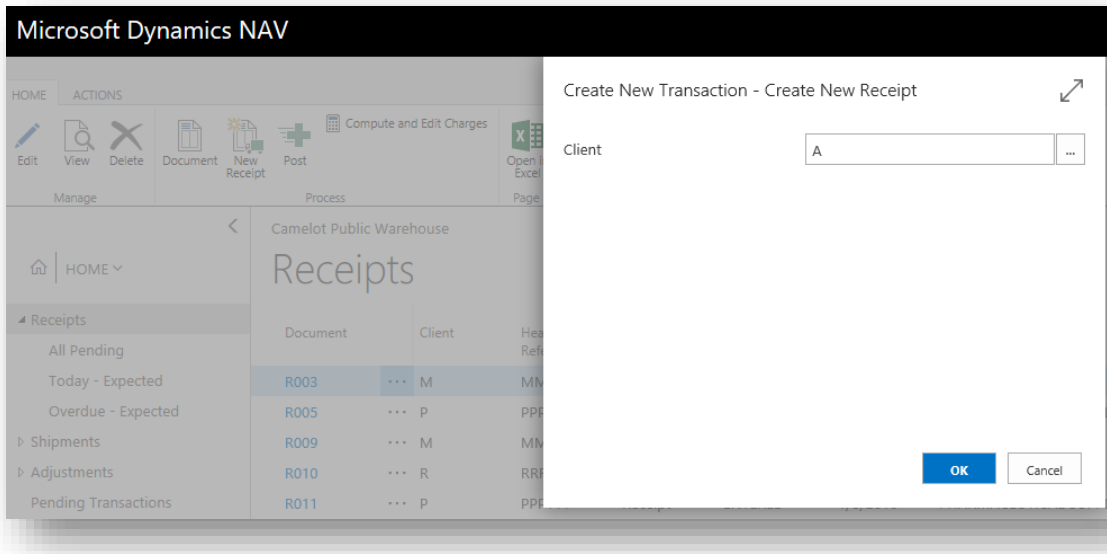 Microsoft Dynamics NAV
HOME ACTIONS
Create New Transaction - Create New Receipt
Edit View Delete Document New Receipt Post Compute and Edit Charges Open Excel
Manage Process Page
Client A ...
Camelot Public Warehouse
HOME
Receipts
Receipts
Document Client
All Pending
Today - Expected R003 ... M
Overdue - Expected R005 ... P
Shipments R009 ... M
Adjustments R010 ... R
Pending Transactions R011 ... P
OK Cancel